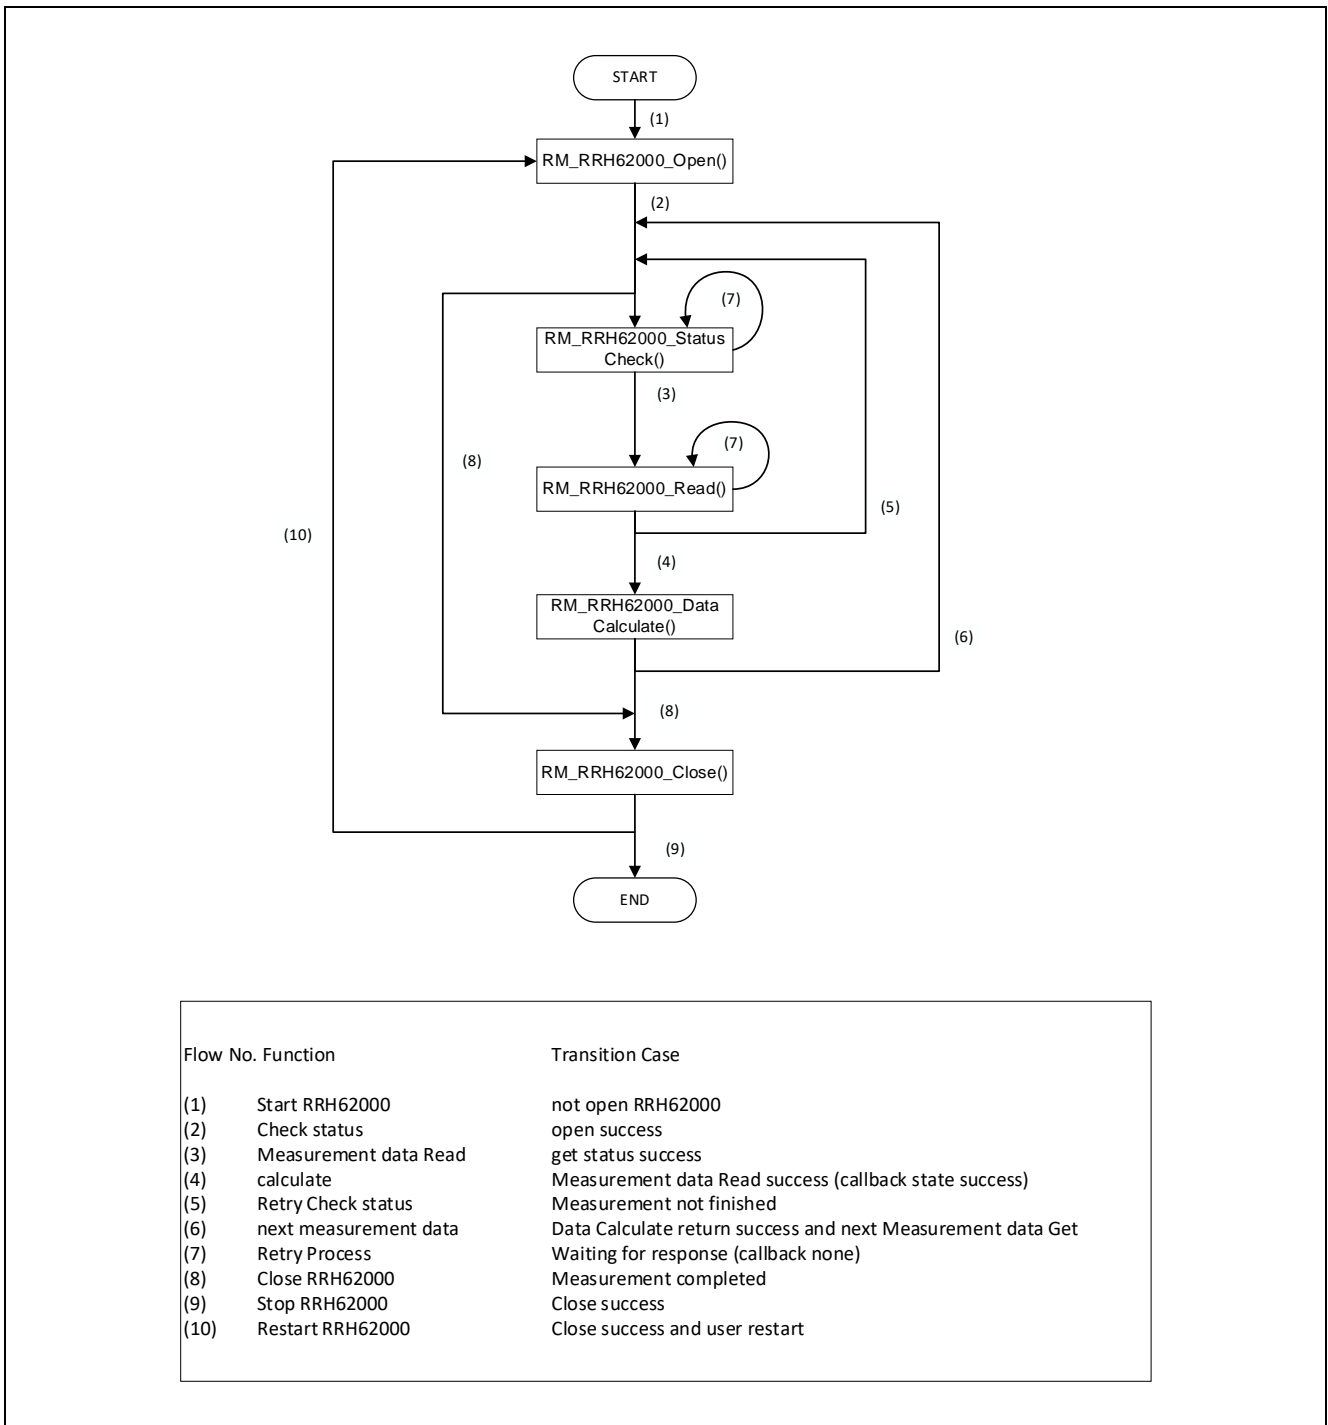 START
(1)
RM_RRH62000_Open()
(2)
(7)
RM_RRH62000_Status
Check()
(3)
(7)
(8)
RM_RRH62000_Read()
(5)
(10)
(4)
RM_RRH62000_Data
Calculate()
(6)
(8)
RM_RRH62000_Close()
(9)
END
Flow No. Function Transition Case
(1) Start RRH62000 not open RRH62000
(2) Check status open success
(3) Measurement data Read get status success
(4) calculate Measurement data Read success (callback state success)
(5) Retry Check status Measurement not finished
(6) next measurement data Data Calculate return success and next Measurement data Get
(7) Retry Process Waiting for response (callback none)
(8) Close RRH62000 Measurement completed
(9) Stop RRH62000 Close success
(10) Restart RRH62000 Close success and user restart